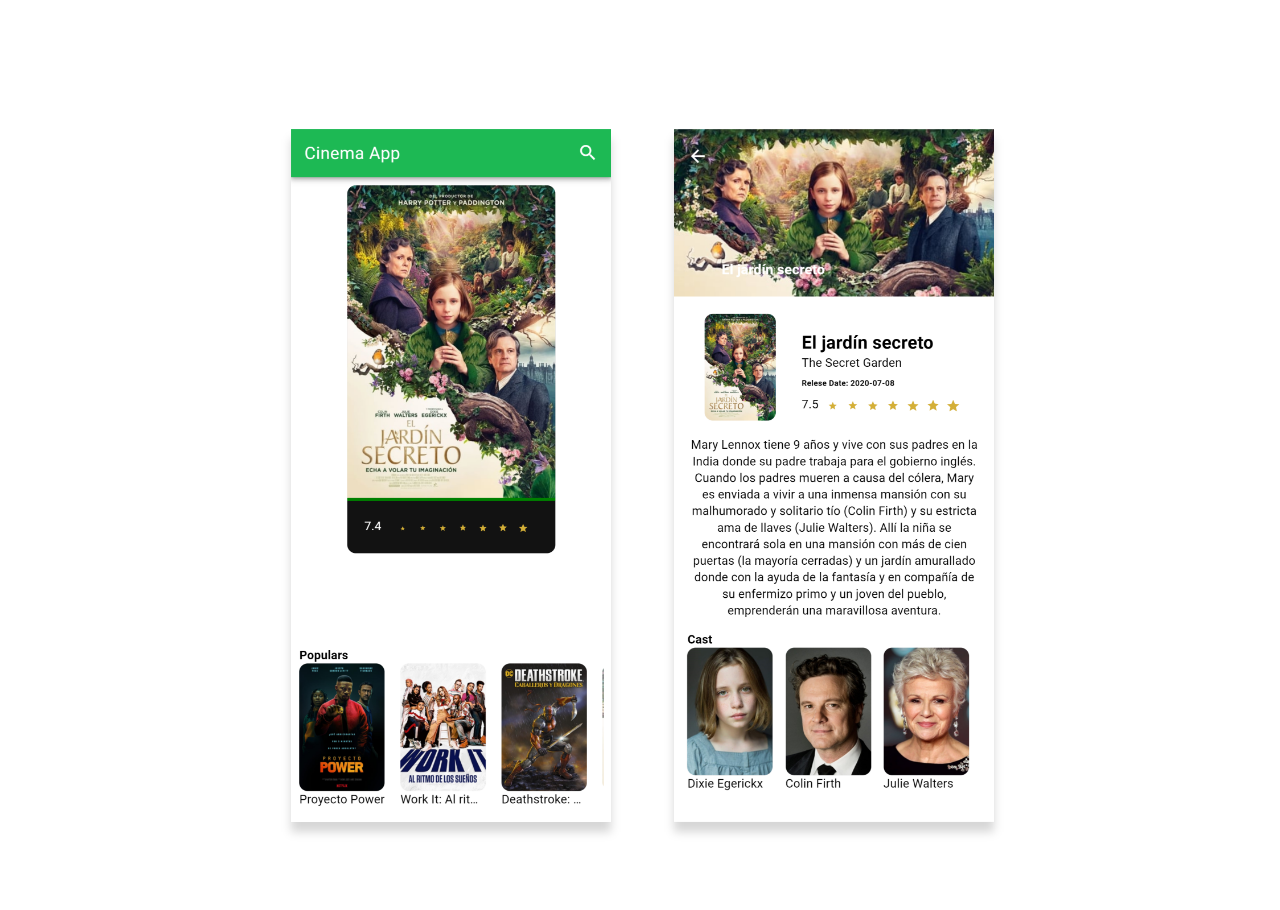 Cinema App
DEL PRODUCTOR DE
HARRY POTTER Y PADDINGTON
FIRTH WALTERS EGERICKX
EL
JARDÍN
SECRETO
ECHA A VOLAR TU IMAGINACIÓN
7.4
Populars
PROYECTO
POWER
Proyecto Power
WORK IT
AL RITMO DE LOS SUEÑOS
Work It: Al rit...
DC DEATHSTROKE
CABALLEROS Y DRAGONES
Deathstroke: ...
El jardín secreto
JARDÍN
SECRETO
El jardín secreto
The Secret Garden
Relese Date: 2020-07-08
7.5
Mary Lennox tiene 9 años y vive con sus padres en la
India donde su padre trabaja para el gobierno inglés.
Cuando los padres mueren a causa del cólera, Mary
es enviada a vivir a una inmensa mansión con su
malhumorado y solitario tío (Colin Firth) y su estricta
ama de llaves (Julie Walters). Allí la niña se
encontrará sola en una mansión con más de cien
puertas (la mayoría cerradas) y un jardín amurallado
donde con la ayuda de la fantasía y en compañía de
su enfermizo primo y un joven del pueblo,
emprenderán una maravillosa aventura.
Cast
Dixie Egerickx
Colin Firth
Julie Walters